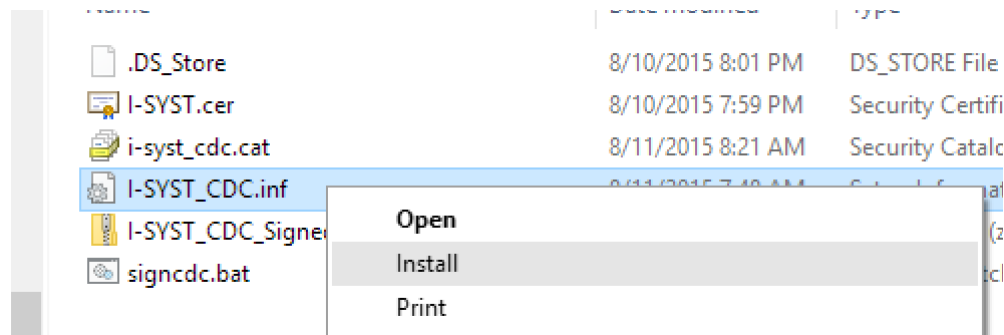 .DS_Store 8/10/2015 8:01 PM DS_STORE File
I-SYST.cer 8/10/2015 7:59 PM Security Certifi
i-syst_cdc.cat 8/11/2015 8:21 AM Security Catalo
I-SYST_CDC.inf
Open
I-SYST_CDC_Signe
Install
signcdc.bat
Print